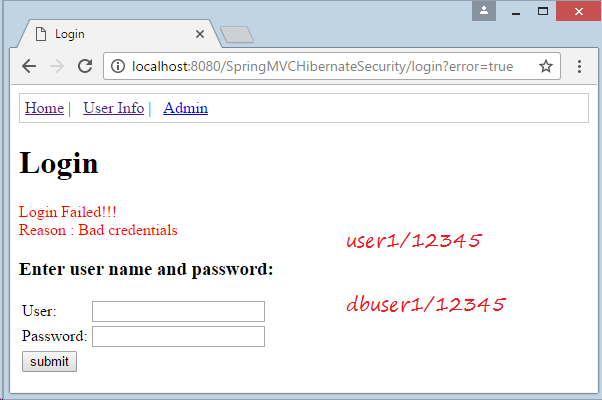 Login
localhost:8080/SpringMVCHibernateSecurity/login?error=true
Home | User Info | Admin
Login
Login Failed!!!
Reason : Bad credentials
user1/12345
Enter user name and password:
dbuser1/12345
User:
Password:
submit